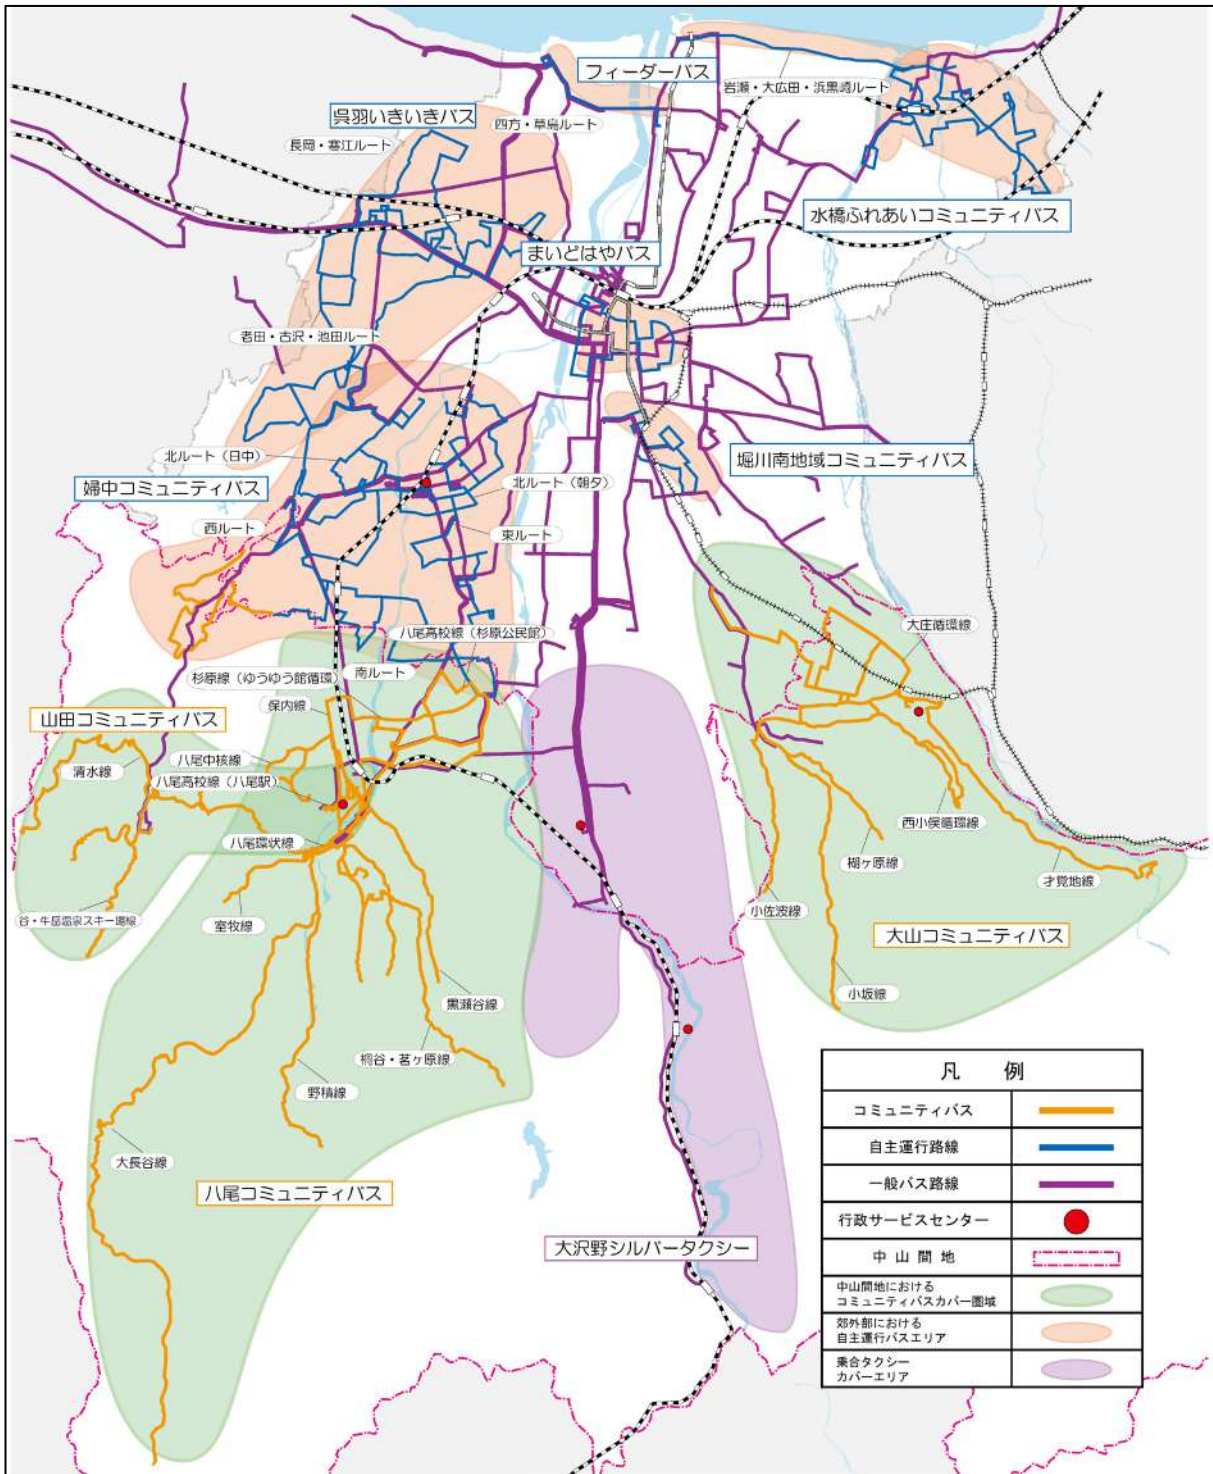 フィーダーバス
岩瀬・大広田・浜黒崎ルート
呉羽いきいきバス
四方・草島ルート
長岡・寒江ルート
水橋ふれあいコミュニティバス
まいどはやバス
老田・古沢・池田ルート
北ルート（日中）
堀川南地域コミュニティバス
婦中コミュニティバス
北ルート（朝夕）
西ルート
東ルート
大庄循環線
八尾高校線（杉原公民館）
杉原線（ゆうゆう館循環）
南ルート
保内線
山田コミュニティバス
八尾中核線
清水線
八尾高校線（八尾駅）
西小俣循環線
八尾環状線
楜ヶ原線
才覚地線
小佐波線
谷・牛岳温泉スキー場線
室牧線
大山コミュニティバス
小坂線
黒瀬谷線
桐谷・茗ヶ原線
野積線
大長谷線
八尾コミュニティバス
大沢野シルバータクシー
凡　例
コミュニティバス
自主運行路線
一般バス路線
行政サービスセンター
中山間地
中山間地における
コミュニティバスカバー圏域
郊外部における
自主運行バスエリア
乗合タクシー
カバーエリア